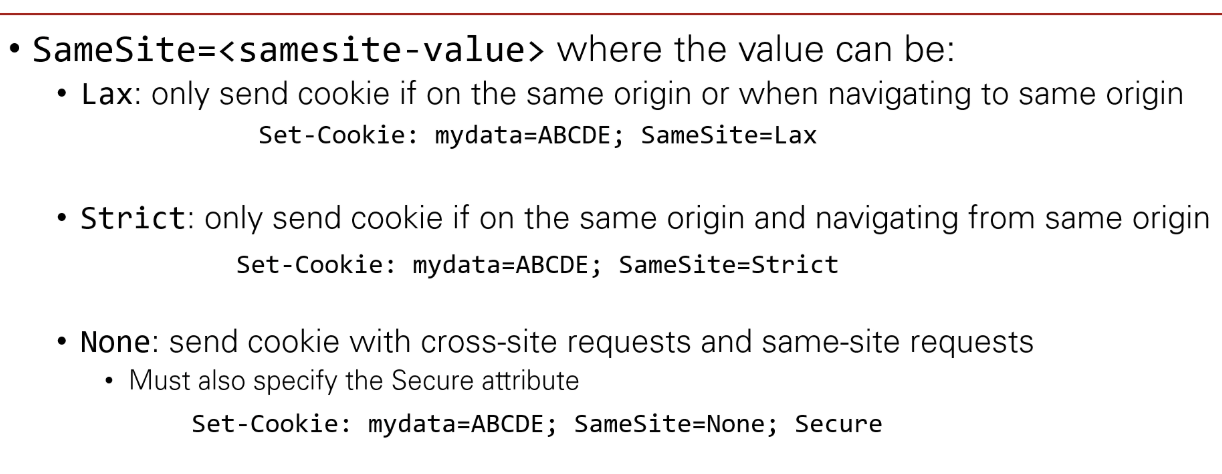 • SameSite=<samesite-value> where the value can be:
• Lax: only send cookie if on the same origin or when navigating to same origin
Set-Cookie: mydata=ABCDE; SameSite=Lax
• Strict: only send cookie if on the same origin and navigating from same origin
Set-Cookie: mydata=ABCDE; SameSite=Strict
• None: send cookie with cross-site requests and same-site requests
• Must also specify the Secure attribute
Set-Cookie: mydata=ABCDE; SameSite=None; Secure